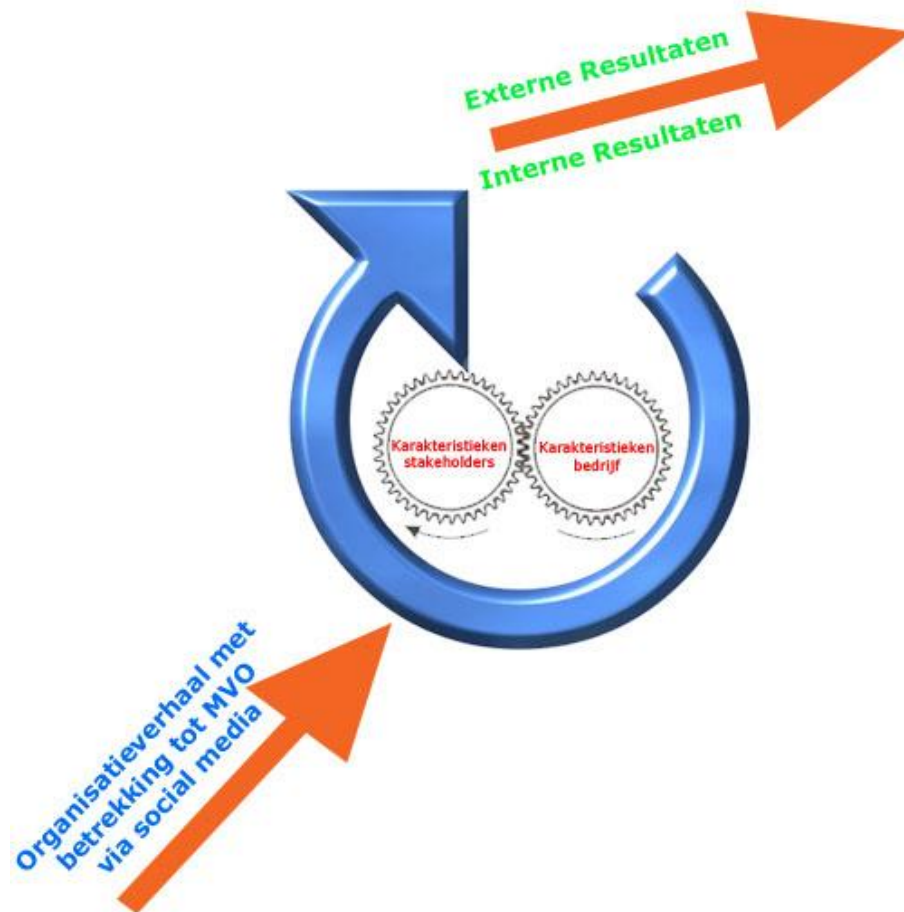 Externe Resultaten
Interne Resultaten
Karakteristieken
stakeholders
Karakteristieken
bedrijf
Organisatieverhaal met
betrekking tot MVO
via social media